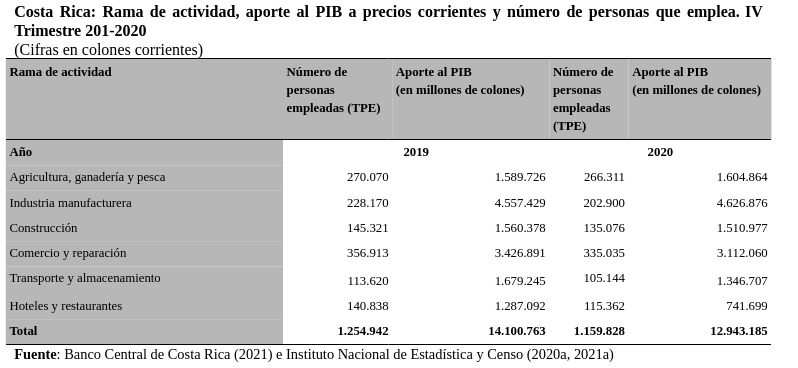 Costa Rica: Rama de actividad, aporte al PIB a precios corrientes y número de personas que emplea. IV
Trimestre 201-2020
(Cifras en colones corrientes)
Rama de actividad Número de personas empleadas (TPE) Aporte al PIB (en millones de colones) Número de personas empleadas (TPE) Aporte al PIB (en millones de colones)
Año 2019 2020
Agricultura, ganadería y pesca 270.070 1.589.726 266.311 1.604.864
Industria manufacturera 228.170 4.557.429 202.900 4.626.876
Construcción 145.321 1.560.378 135.076 1.510.977
Comercio y reparación 356.913 3.426.891 335.035 3.112.060
Transporte y almacenamiento 113.620 1.679.245 105.144 1.346.707
Hoteles y restaurantes 140.838 1.287.092 115.362 741.699
Total 1.254.942 14.100.763 1.159.828 12.943.185
Fuente: Banco Central de Costa Rica (2021) e Instituto Nacional de Estadística y Censo (2020a, 2021a)